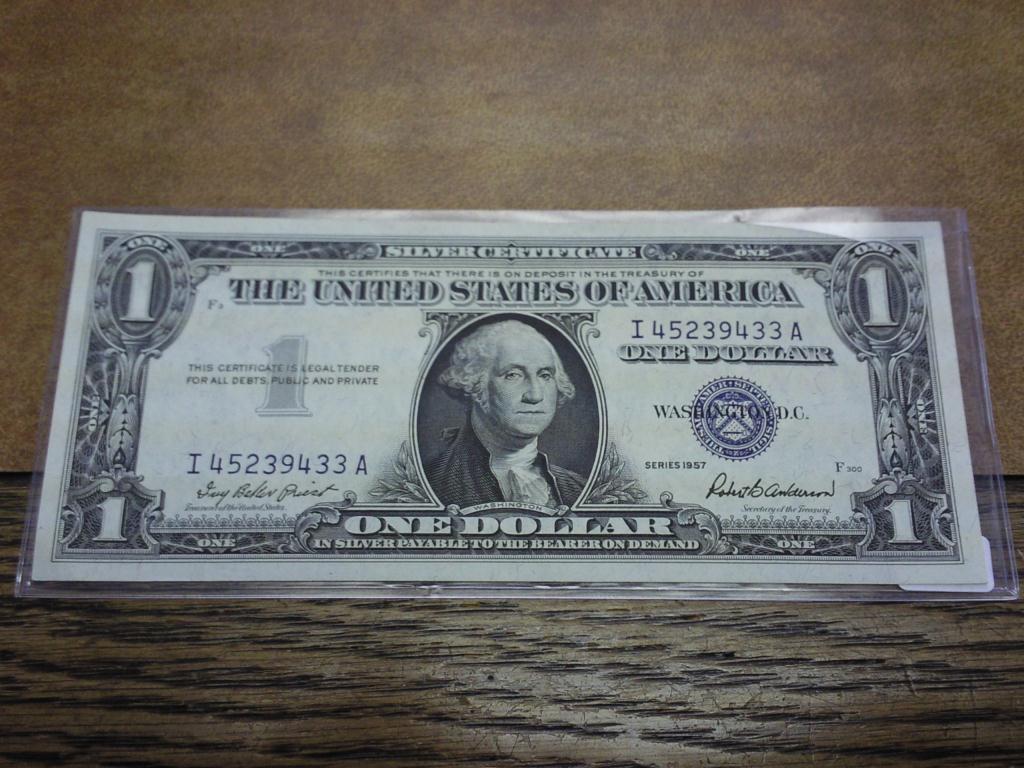 ONE SILVER CERTIFICATE ONE
ONE ONE
1 1
THIS CERTIFIES THAT THERE IS ON DEPOSIT IN THE TREASURY OF
THE UNITED STATES OF AMERICA
I 45239433 A
ONE DOLLAR
1
THIS CERTIFICATE IS LEGAL TENDER
FOR ALL DEBTS, PUBLIC AND PRIVATE
WASHINGTON, D.C.
ONE ONE
I 45239433 A
SERIES 1957
F 300
Ivy Baker Priest
Treasurer of the United States.
Robert B Anderson
Secretary of the Treasury.
WASHINGTON
1 1
ONE DOLLAR
ONE ONE
IN SILVER PAYABLE TO THE BEARER ON DEMAND